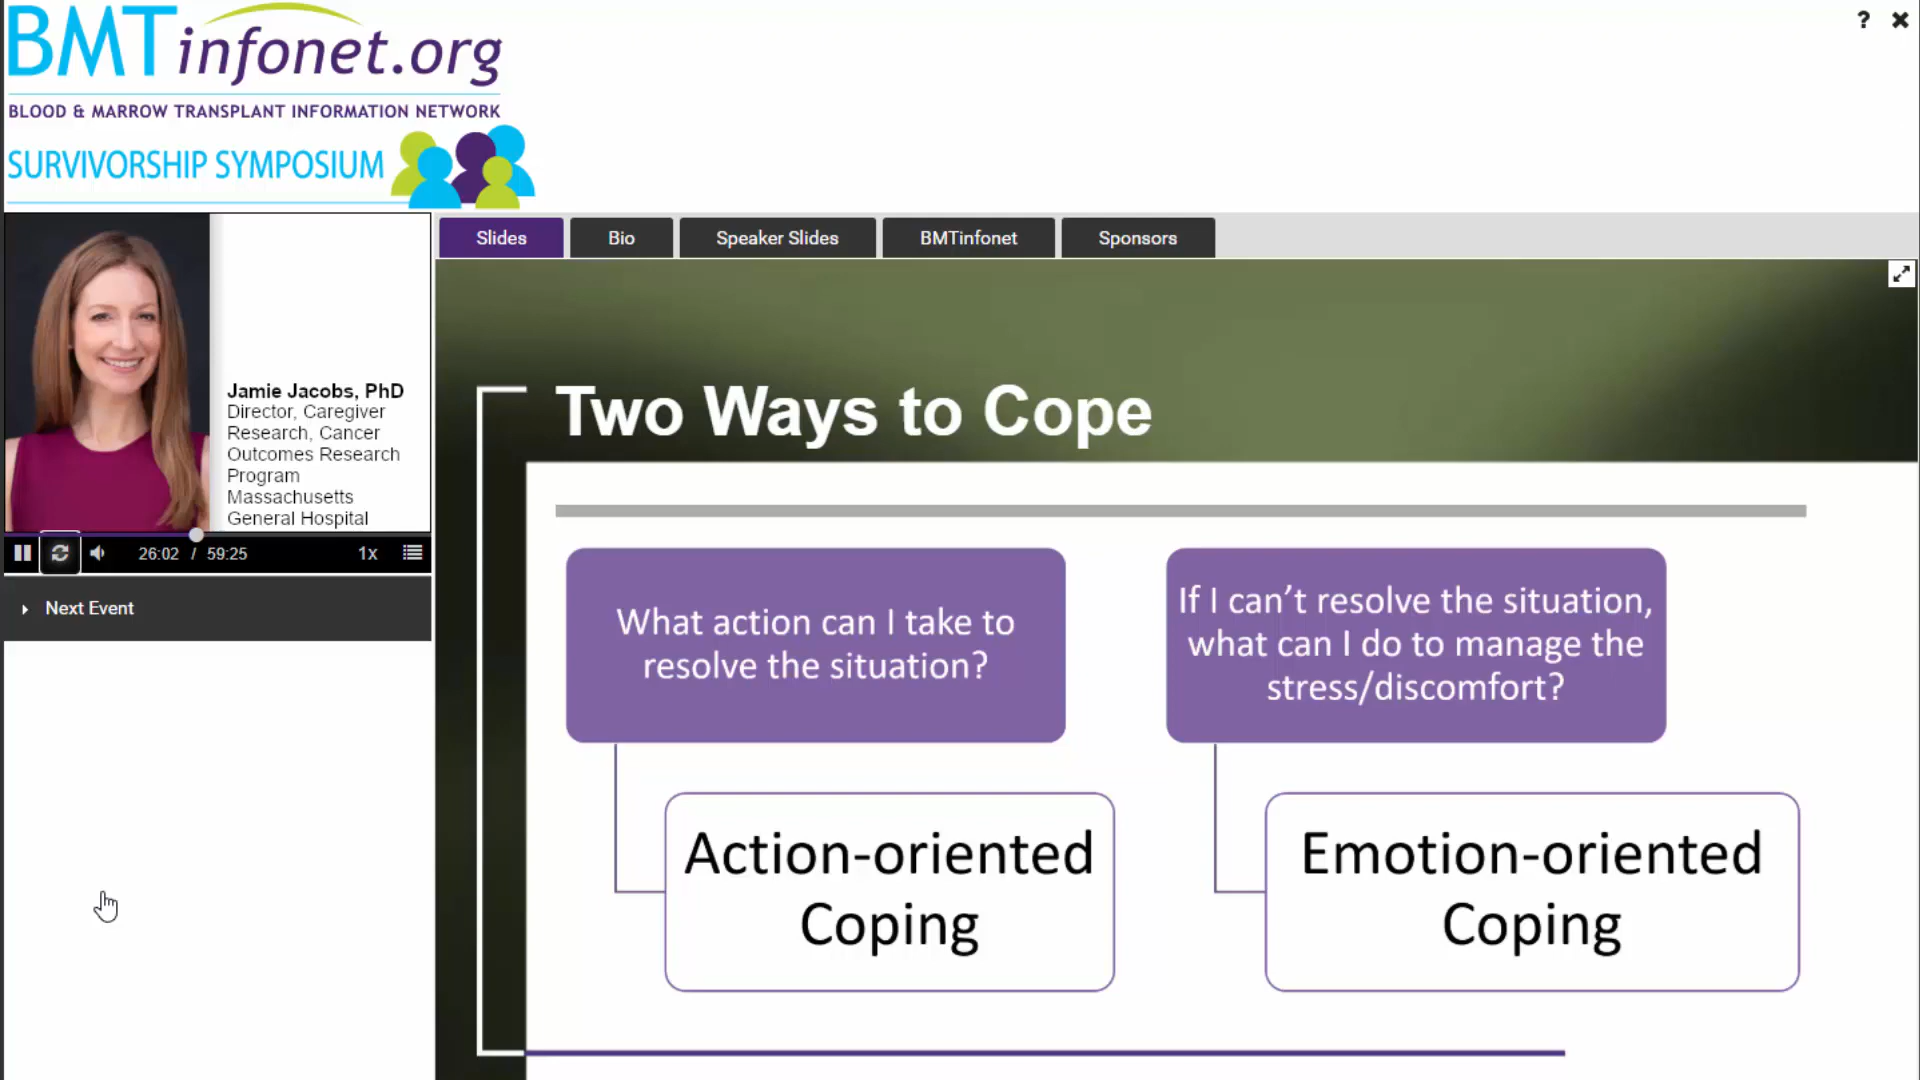 BMTinfonet.org
BLOOD & MARROW TRANSPLANT INFORMATION NETWORK
SURVIVORSHIP SYMPOSIUM
? ✖
Jamie Jacobs, PhD
Director, Caregiver
Research, Cancer
Outcomes Research
Program
Massachusetts
General Hospital
26:02 / 59:25 1x
Next Event
Slides Bio Speaker Slides BMTinfonet Sponsors
Two Ways to Cope
What action can I take to
resolve the situation?
Action-oriented
Coping
If I can’t resolve the situation,
what can I do to manage the
stress/discomfort?
Emotion-oriented
Coping